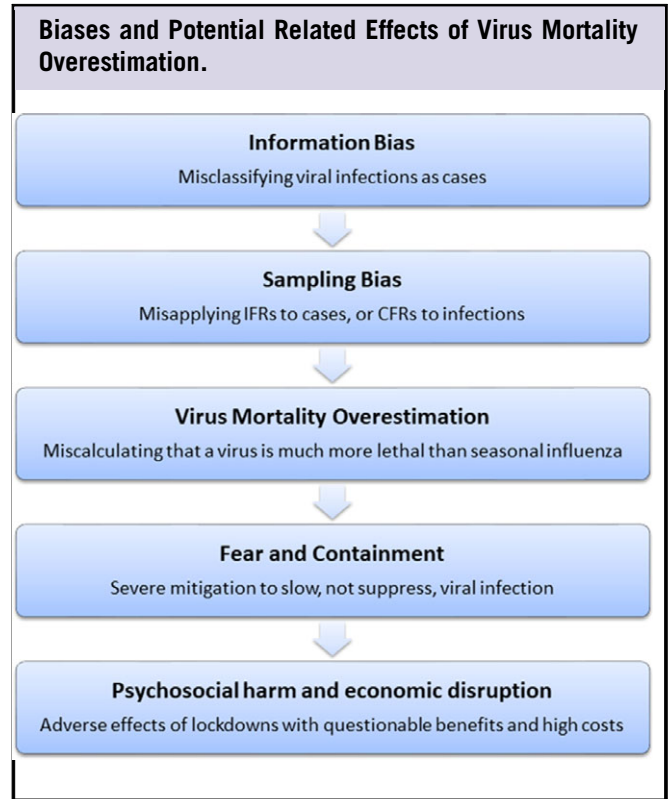 Biases and Potential Related Effects of Virus Mortality
Overestimation.
Information Bias
Misclassifying viral infections as cases
Sampling Bias
Misapplying IFRs to cases, or CFRs to infections
Virus Mortality Overestimation
Miscalculating that a virus is much more lethal than seasonal influenza
Fear and Containment
Severe mitigation to slow, not suppress, viral infection
Psychosocial harm and economic disruption
Adverse effects of lockdowns with questionable benefits and high costs